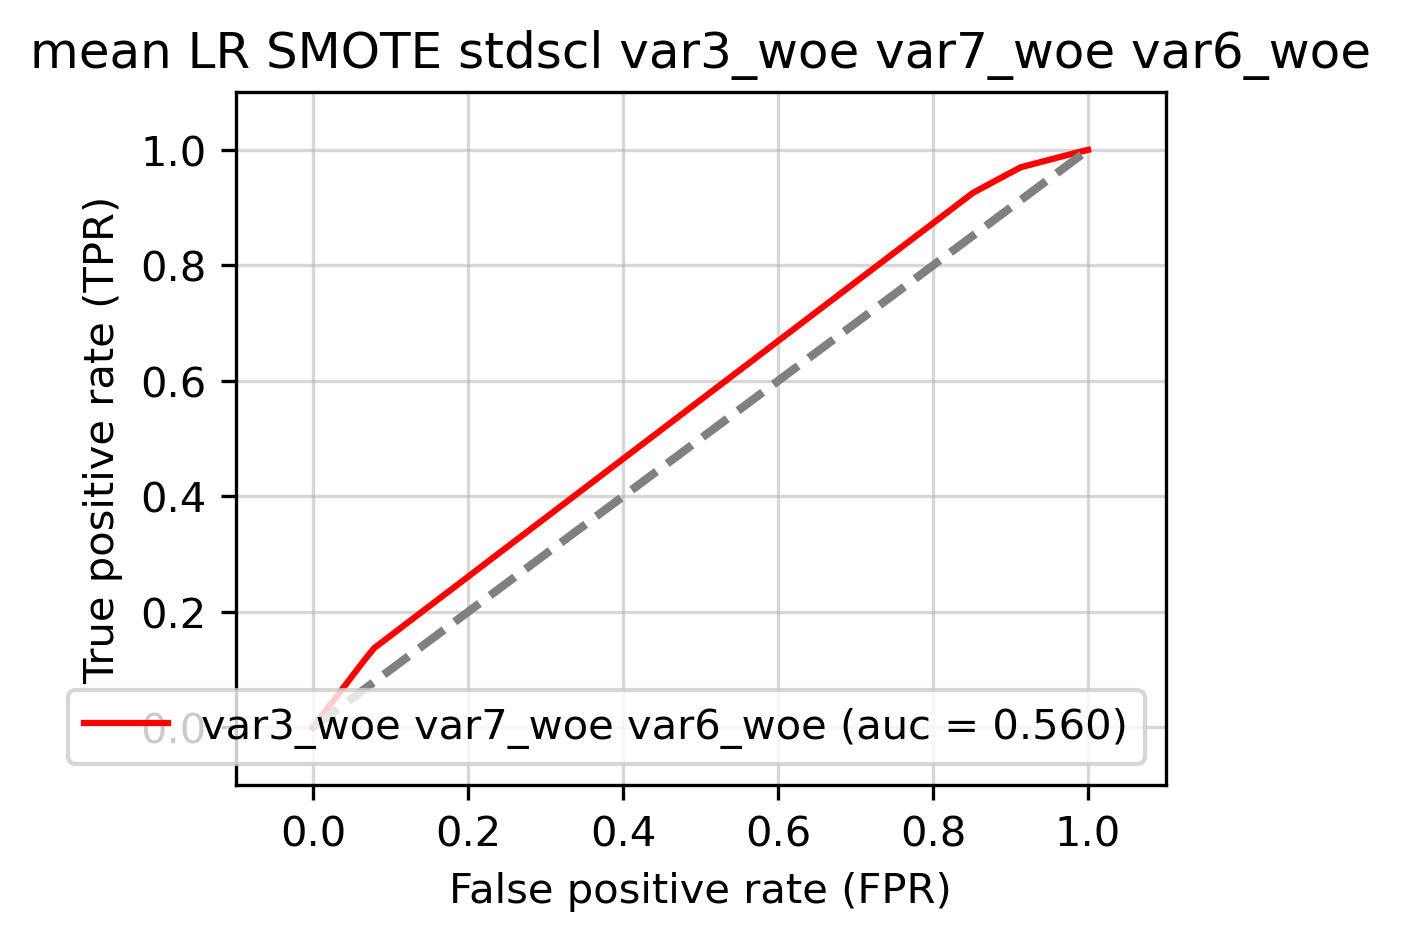 mean LR SMOTE stdscl var3_woe var7_woe var6_woe
1.0
0.8
0.6
0.4
0.2
0.0
True positive rate (TPR)
var3_woe var7_woe var6_woe (auc = 0.560)
0.0 0.2 0.4 0.6 0.8 1.0
False positive rate (FPR)